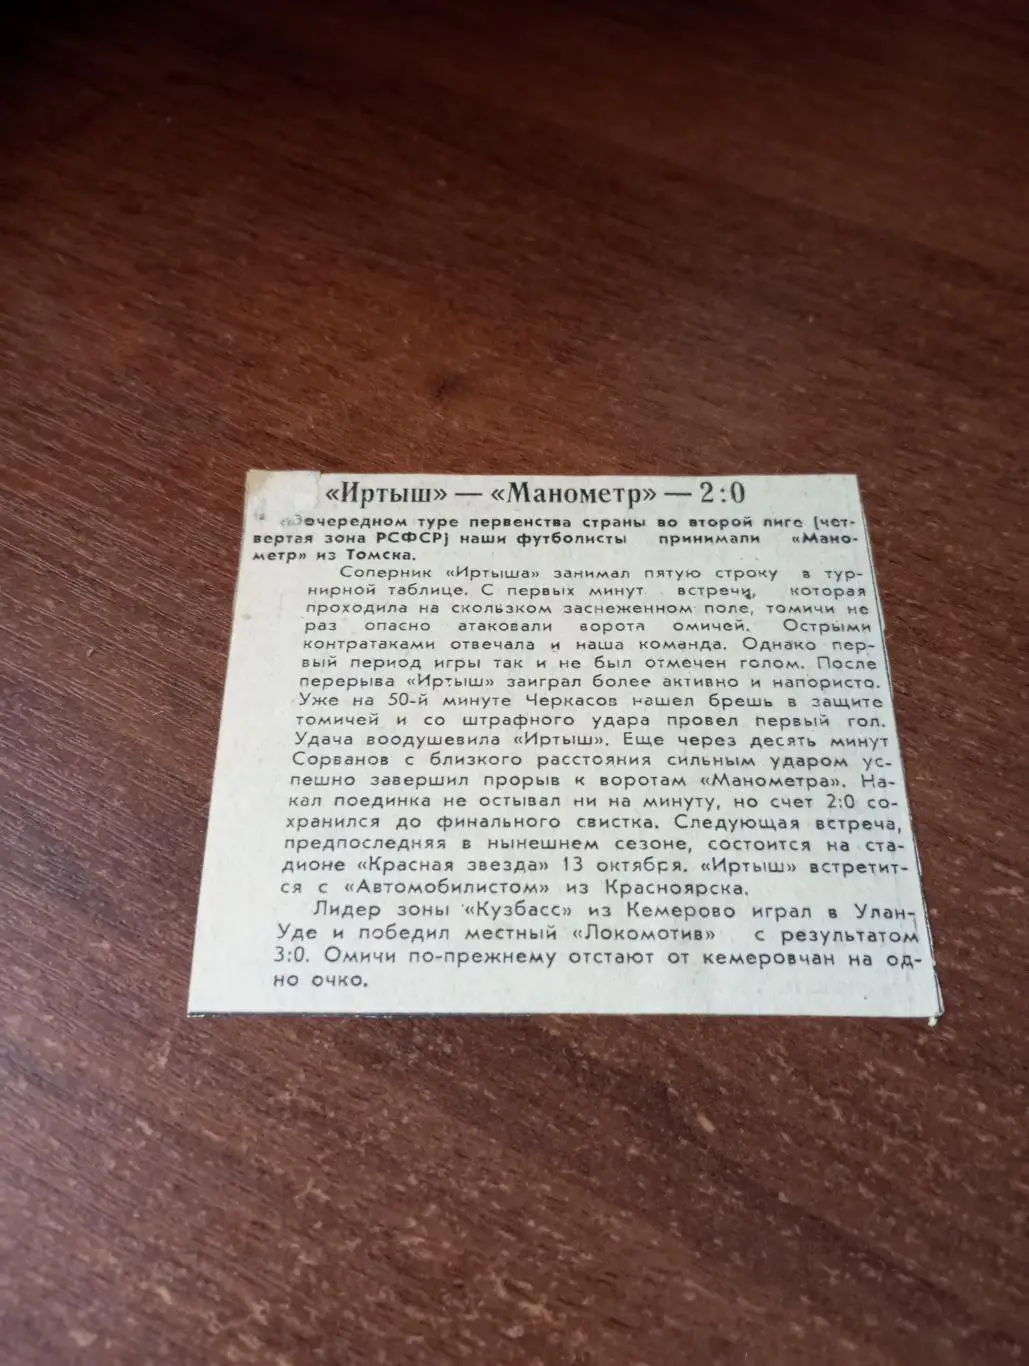 «Иртыш» — «Манометр» — 2:0
очередном туре первенства страны во второй лиге (чет-
вертая зона РСФСР) наши футболисты принимали «Мано-
метр» из Томска.
Соперник «Иртыша» занимал пятую строку в тур-
нирной таблице. С первых минут встречи, которая
проходила на скользком заснеженном поле, томичи не
раз опасно атаковали ворота омичей. Острыми
контратаками отвечала и наша команда. Однако пер-
вый период игры так и не был отмечен голом. После
перерыва «Иртыш» заиграл более активно и напористо.
Уже на 50-й минуте Черкасов нашел брешь в защите
томичей и со штрафного удара провел первый гол.
Удача воодушевила «Иртыш». Еще через десять минут
Сорванов с близкого расстояния сильным ударом ус-
пешно завершил прорыв к воротам «Манометра». На-
кал поединка не остывал ни на минуту, но счет 2:0 со-
хранился до финального свистка. Следующая встреча,
предпоследняя в нынешнем сезоне, состоится на ста-
дионе «Красная звезда» 13 октября. «Иртыш» встретит-
ся с «Автомобилистом» из Красноярска.
Лидер зоны «Кузбасс» из Кемерово играл в Улан-
Уде и победил местный «Локомотив» с результатом
3:0. Омичи по-прежнему отстают от кемеровчан на од-
но очко.